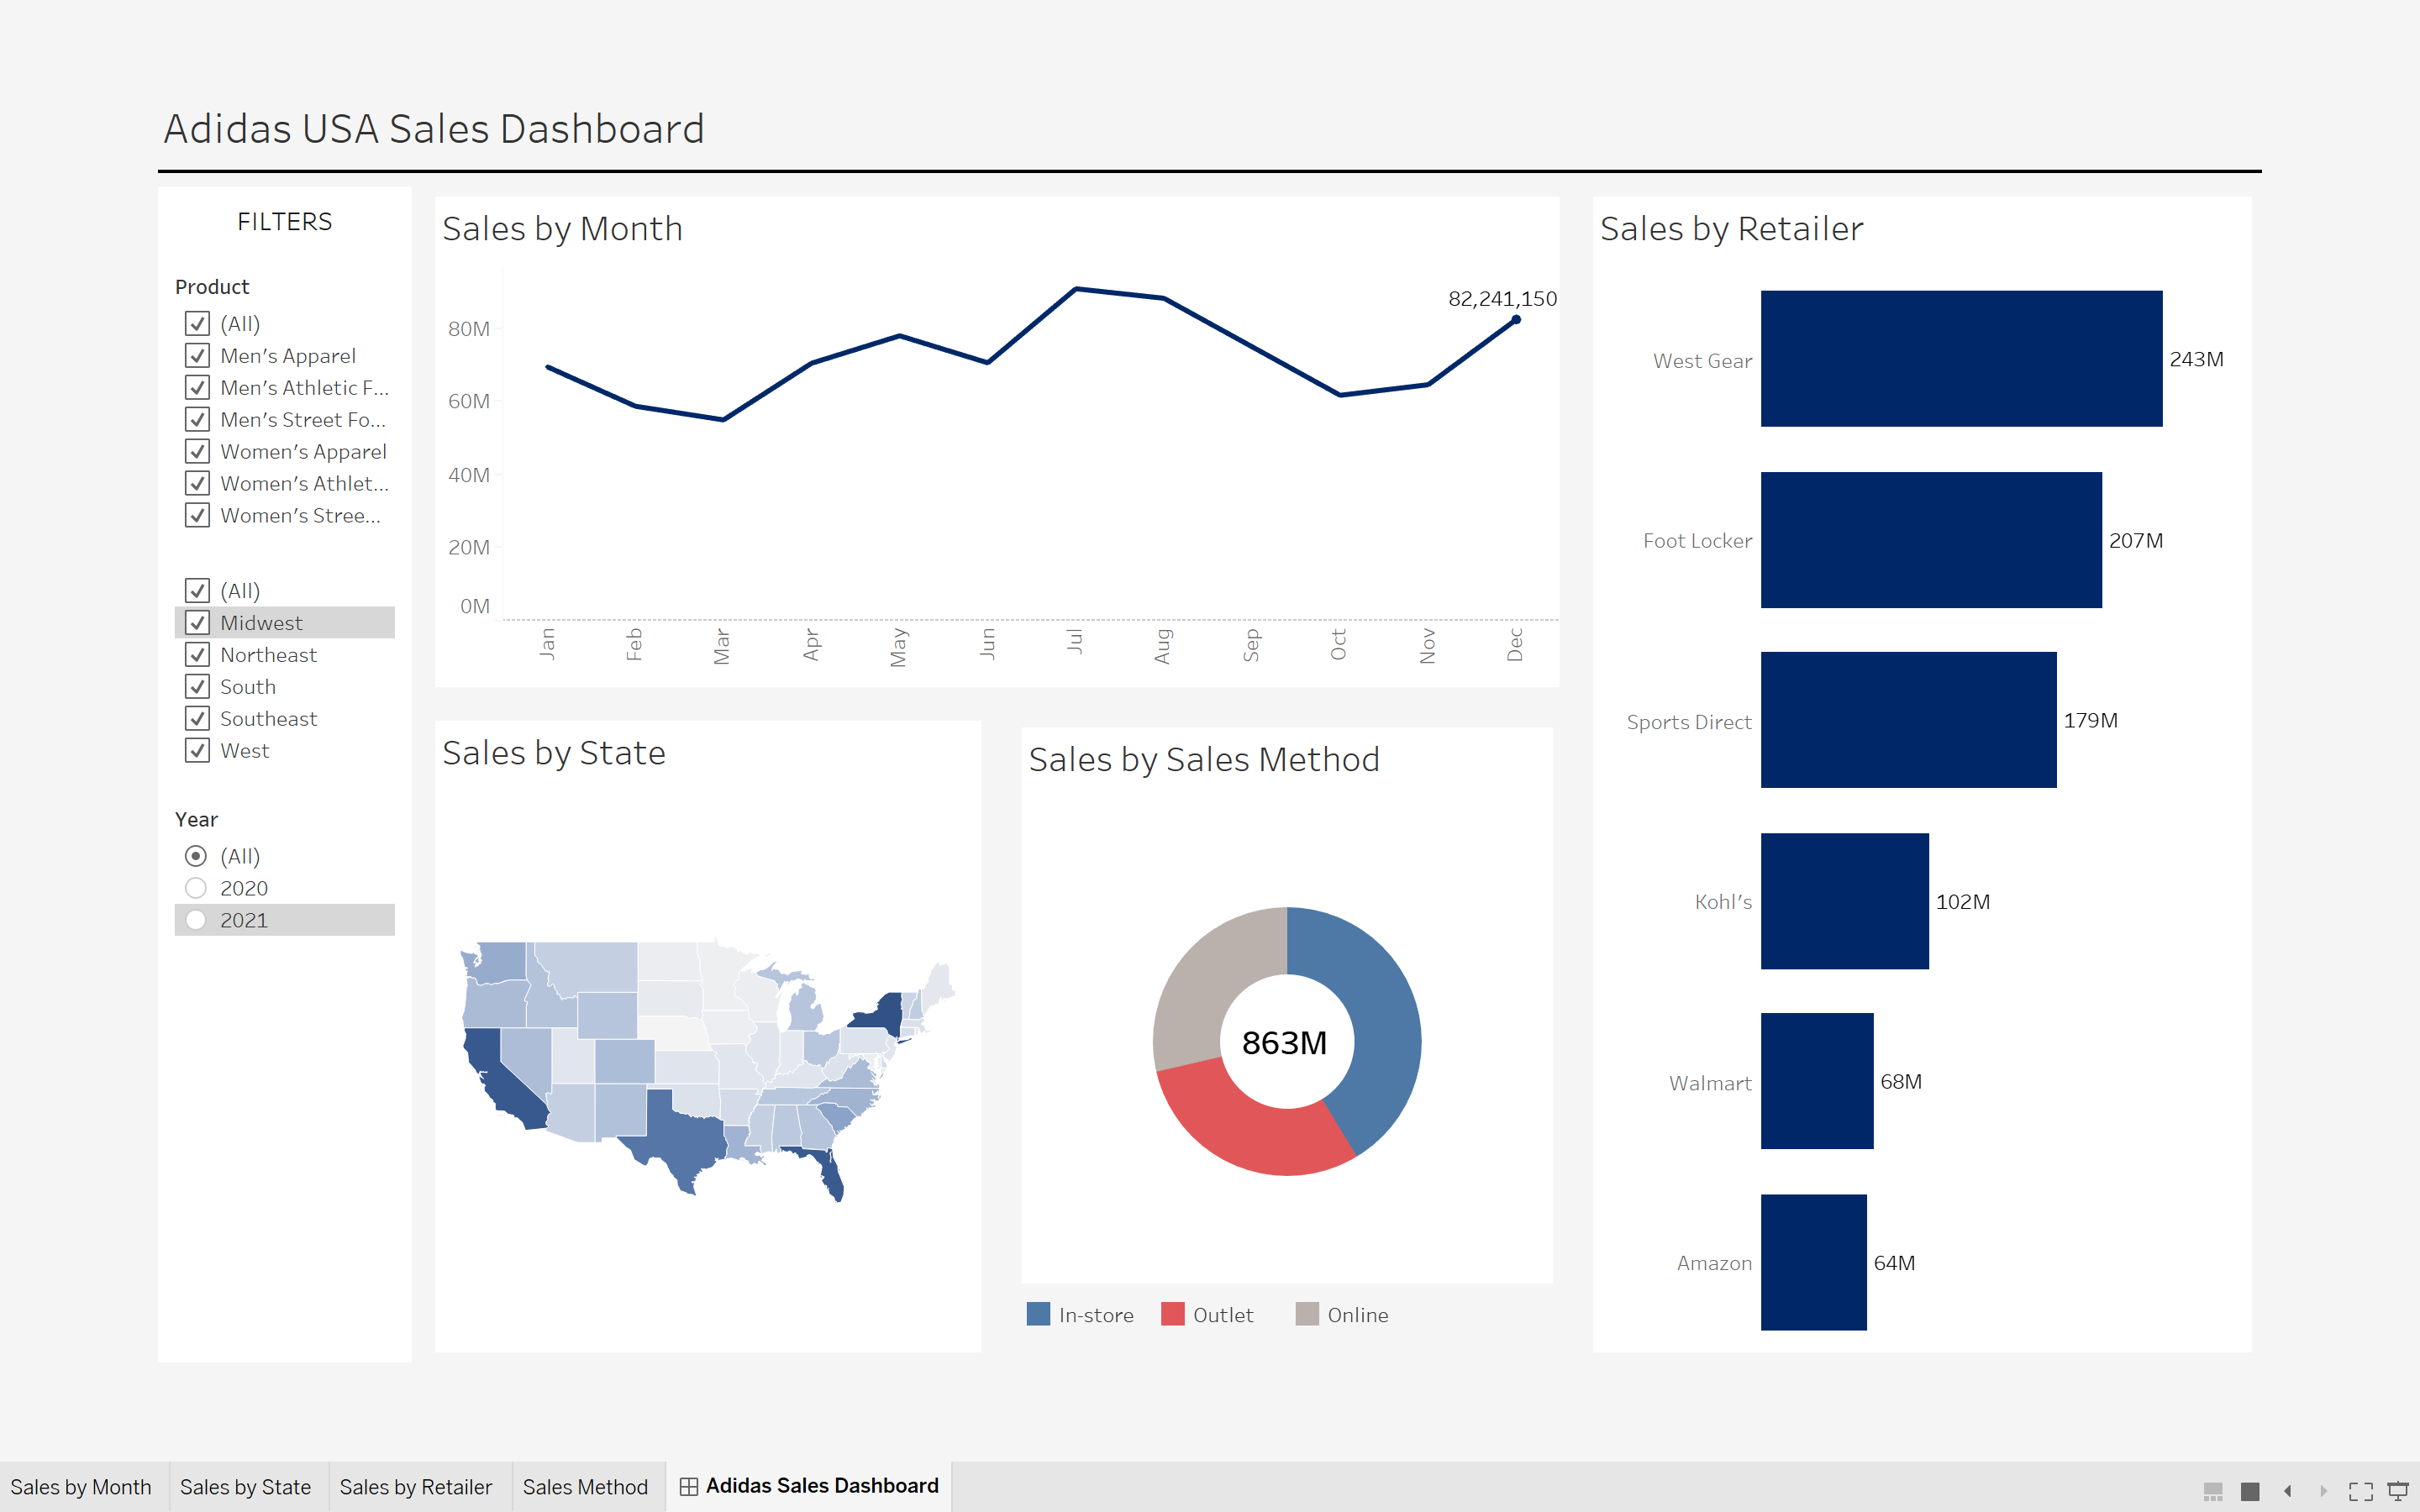 Adidas USA Sales Dashboard
FILTERS
Product
(All)
Men's Apparel
Men's Athletic F...
Men's Street Fo...
Women's Apparel
Women's Athlet...
Women's Stree...
(All)
Midwest
Northeast
South
Southeast
West
Year
(All)
2020
2021
Sales by Month
82,241,150
80M
60M
40M
20M
0M
Jan
Feb
Mar
Apr
May
Jun
Jul
Aug
Sep
Oct
Nov
Dec
Sales by State
Sales by Sales Method
863M
In-store
Outlet
Online
Sales by Retailer
West Gear
243M
Foot Locker
207M
Sports Direct
179M
Kohl's
102M
Walmart
68M
Amazon
64M
Sales by Month
Sales by State
Sales by Retailer
Sales Method
Adidas Sales Dashboard